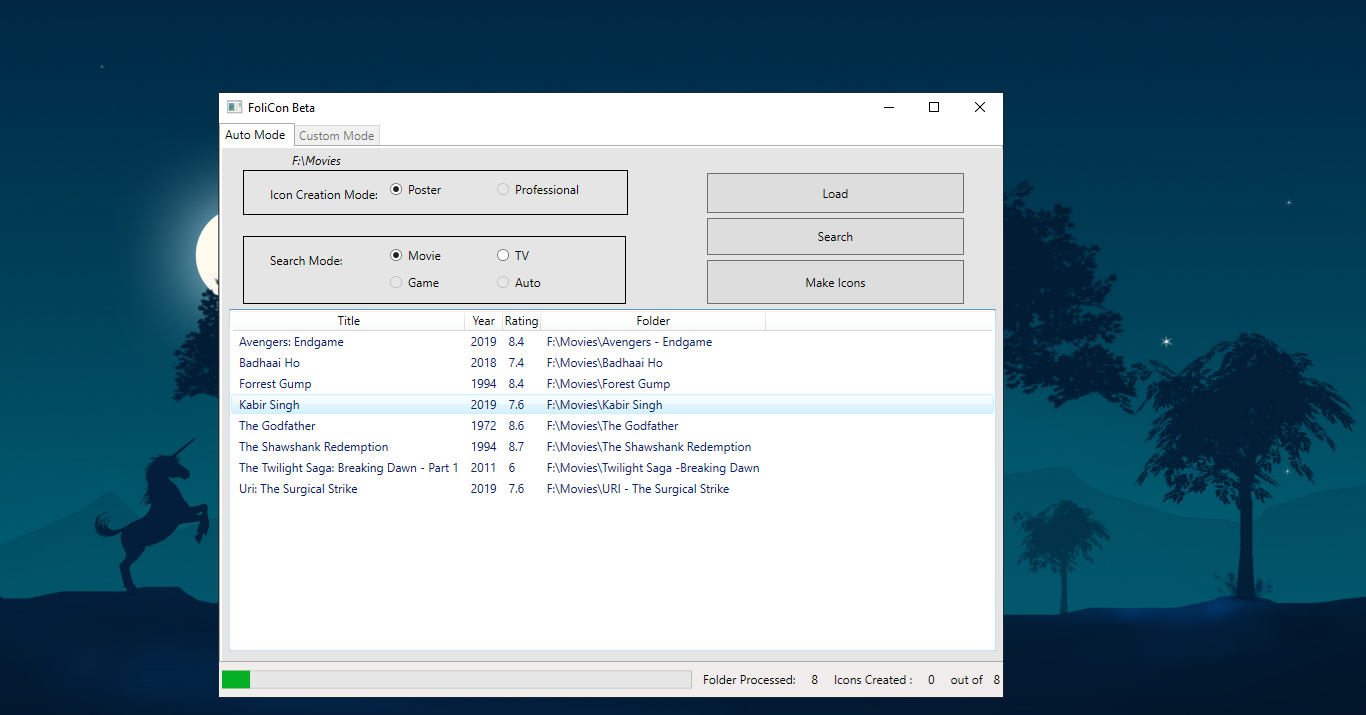 FoliCon Beta
Auto Mode Custom Mode
F:\Movies
Icon Creation Mode: Poster Professional
Load
Search Mode: Movie TV
Game Auto
Search
Make Icons
Title Year Rating Folder
Avengers: Endgame 2019 8.4 F:\Movies\Avengers - Endgame
Badhaai Ho 2018 7.4 F:\Movies\Badhaai Ho
Forrest Gump 1994 8.4 F:\Movies\Forest Gump
Kabir Singh 2019 7.6 F:\Movies\Kabir Singh
The Godfather 1972 8.6 F:\Movies\The Godfather
The Shawshank Redemption 1994 8.7 F:\Movies\The Shawshank Redemption
The Twilight Saga: Breaking Dawn - Part 1 2011 6 F:\Movies\Twilight Saga -Breaking Dawn
Uri: The Surgical Strike 2019 7.6 F:\Movies\URI - The Surgical Strike
Folder Processed: 8 Icons Created : 0 out of 8